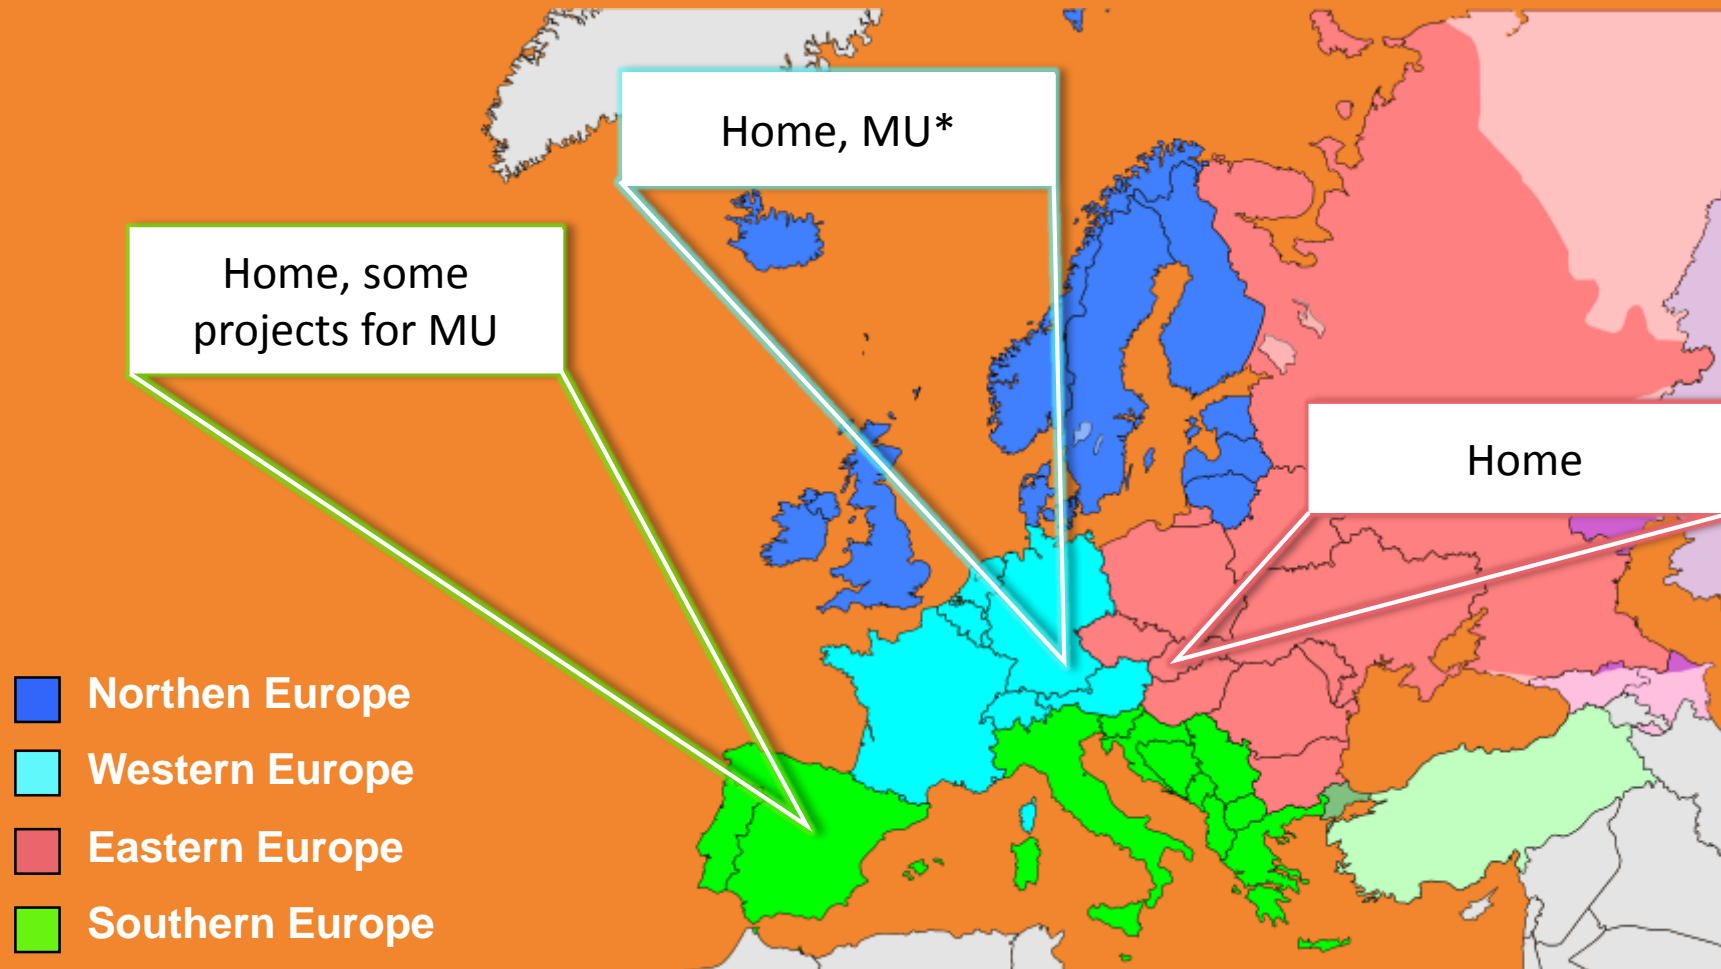 Home, MU*
Home, some
projects for MU
Home
Northen Europe
Western Europe
Eastern Europe
Southern Europe